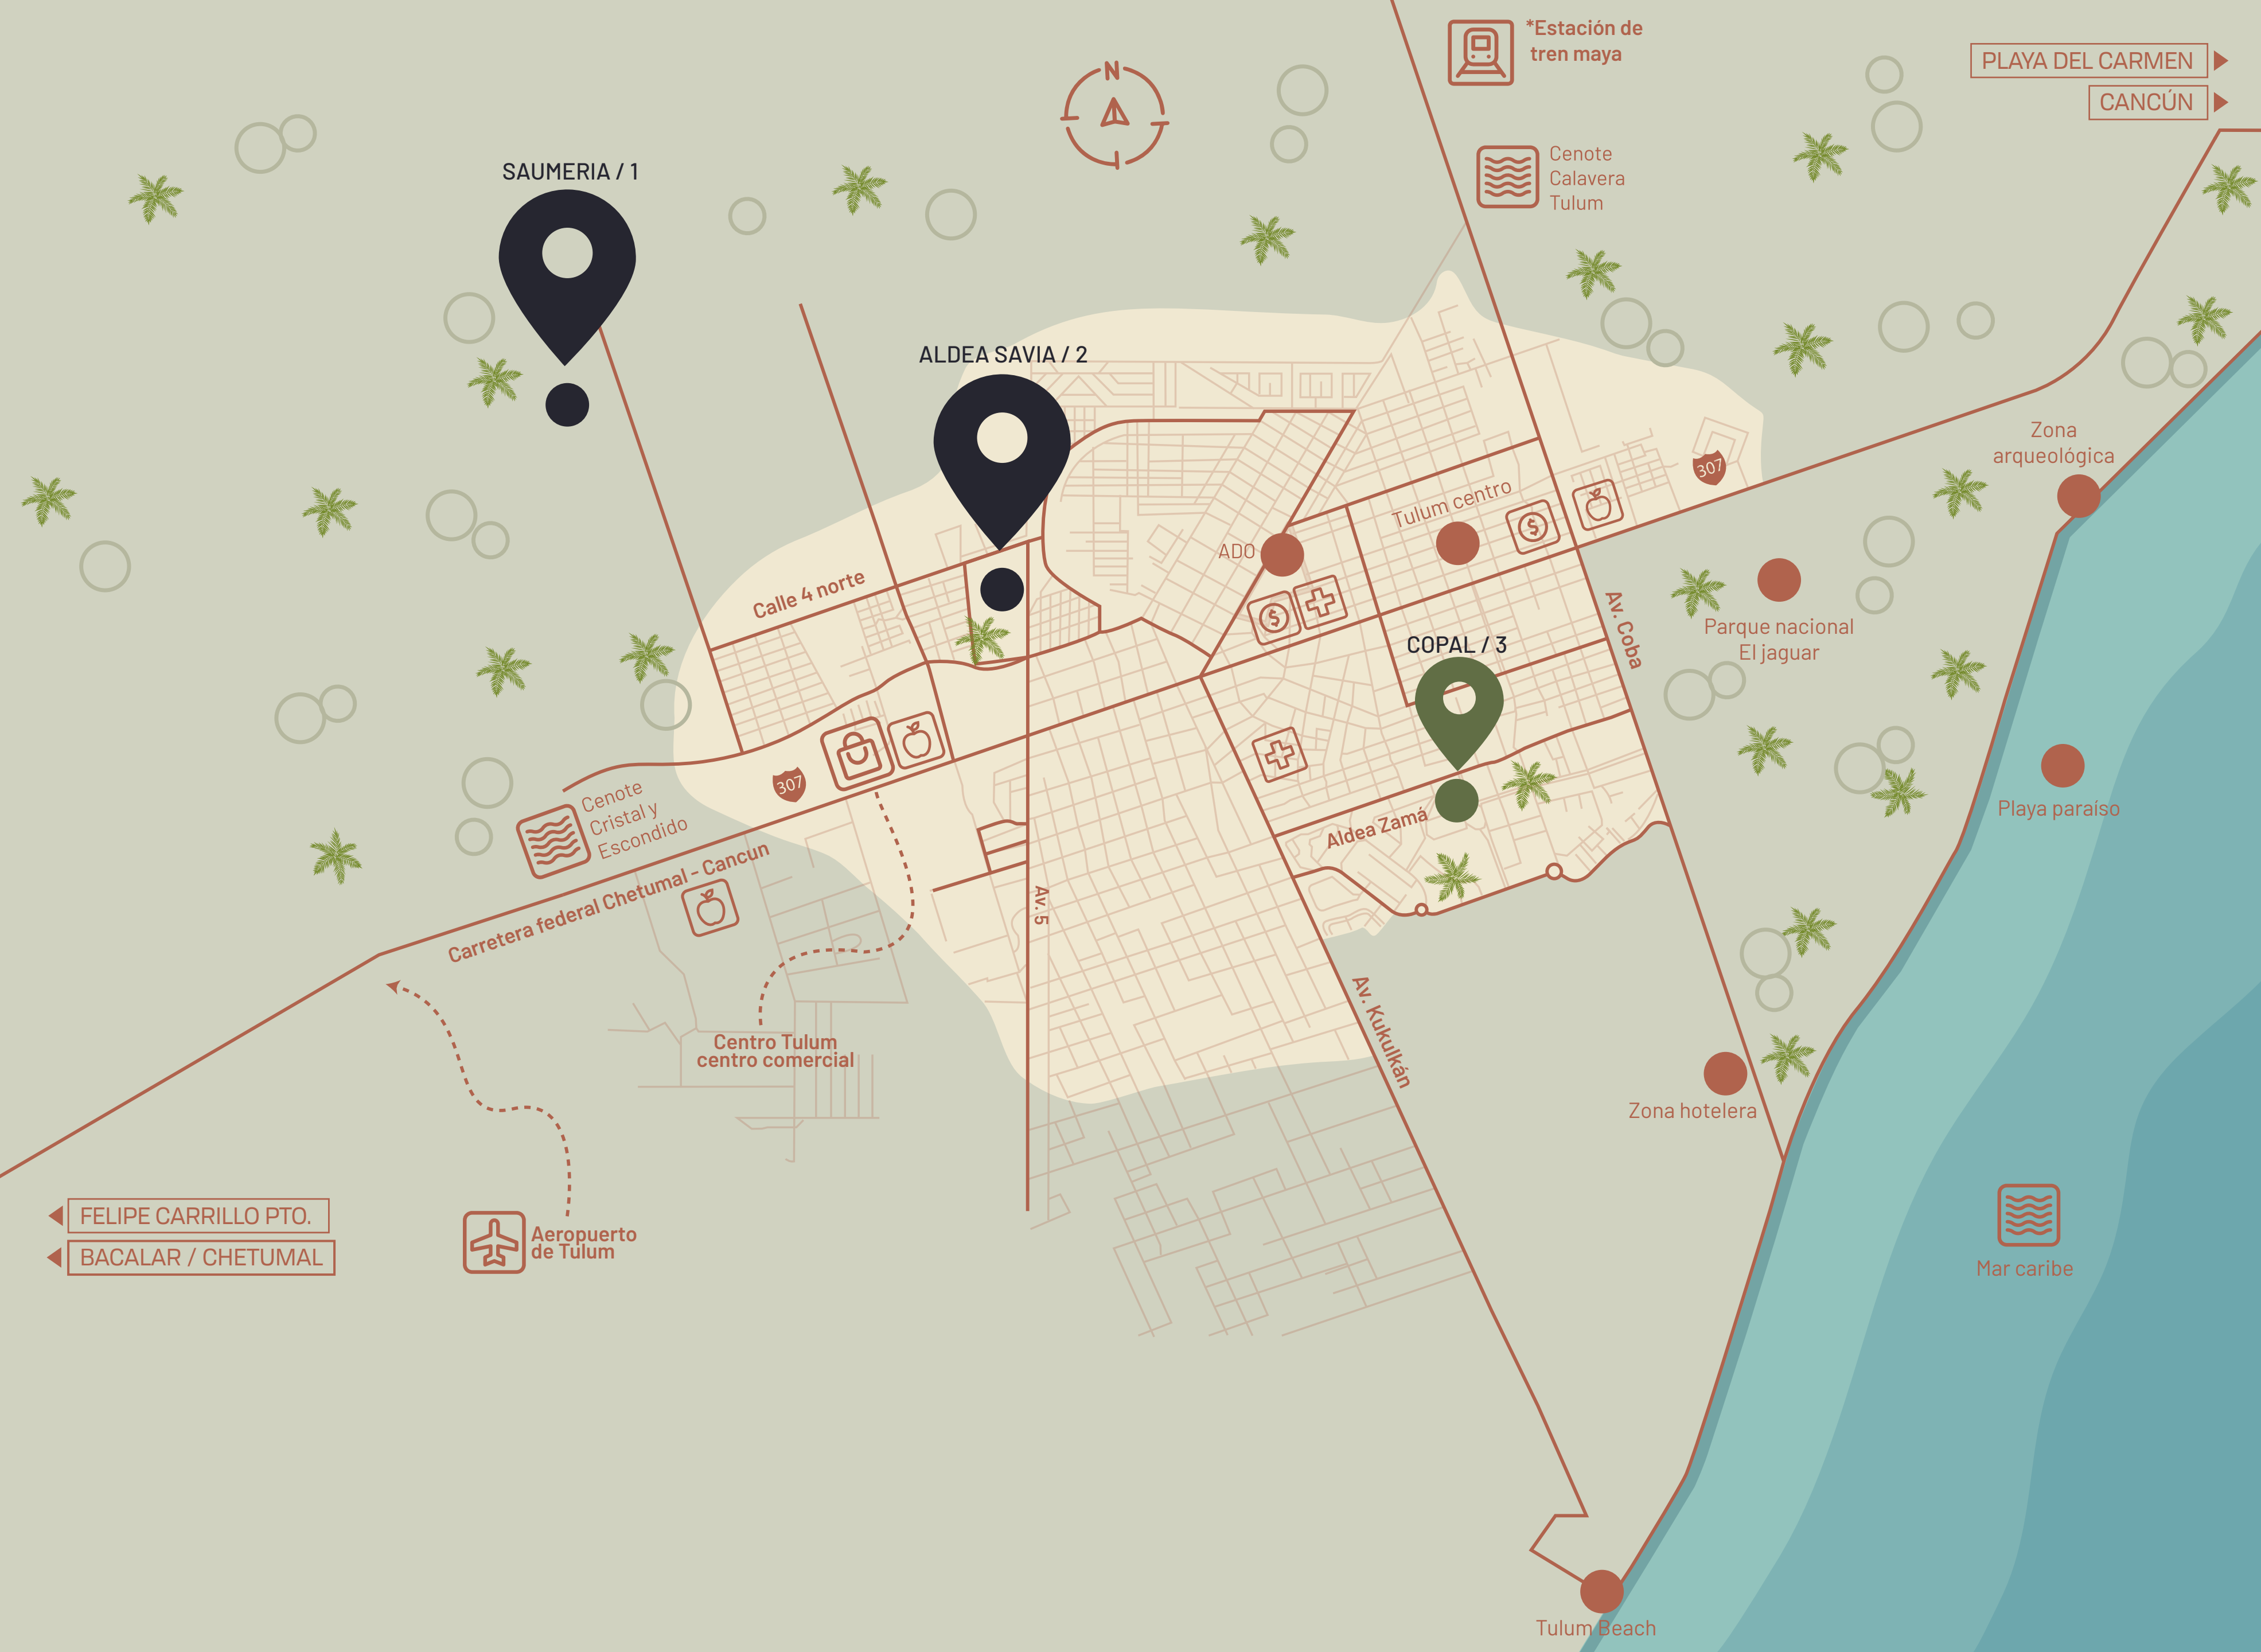 *Estación de
tren maya
PLAYA DEL CARMEN
CANCÚN
N
Cenote
Calavera
Tulum
SAUMERIA / 1
ALDEA SAVIA / 2
Zona
arqueológica
307
Tulum centro
ADO
Calle 4 norte
Av. Coba
Parque nacional
El jaguar
COPAL / 3
307
Cenote
Cristal y
Escondido
Playa paraíso
Aldea Zamá
Carretera federal Chetumal - Cancun
Av. 5
Av. Kukulkán
Centro Tulum
centro comercial
Zona hotelera
FELIPE CARRILLO PTO.
BACALAR / CHETUMAL
Aeropuerto
de Tulum
Mar caribe
Tulum Beach